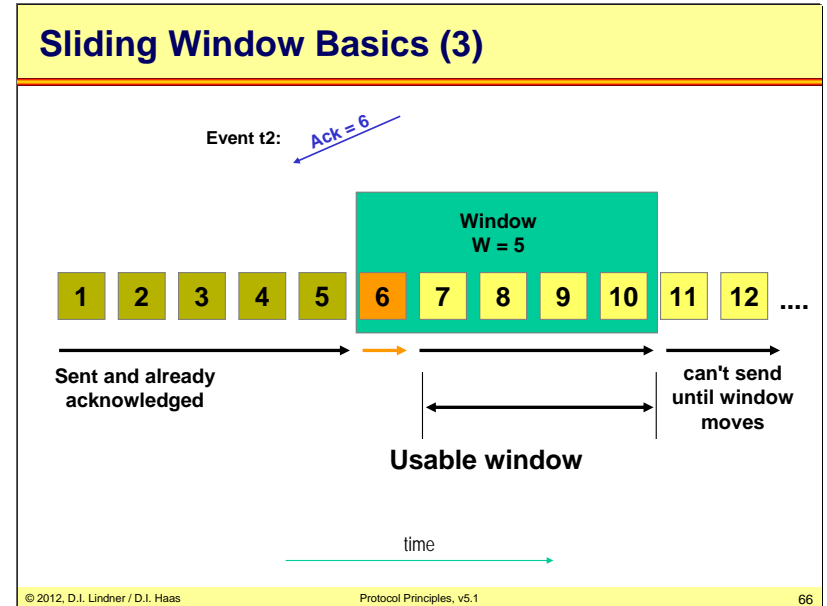 Sliding Window Basics (3)
Event t2:
Ack = 6
Window
W = 5
1 2 3 4 5 6 7 8 9 10 11 12 ....
Sent and already
acknowledged
can't send
until window
moves
Usable window
time
© 2012, D.I. Lindner / D.I. Haas
Protocol Principles, v5.1
66